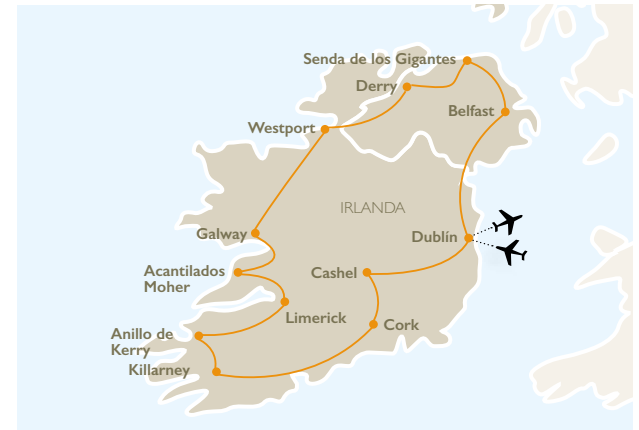 Senda de los Gigantes
Derry
Belfast
Westport
IRLANDA
Galway
Dublín
Acantilados
Moher
Cashel
Limerick
Cork
Anillo de
Kerry
Killarney